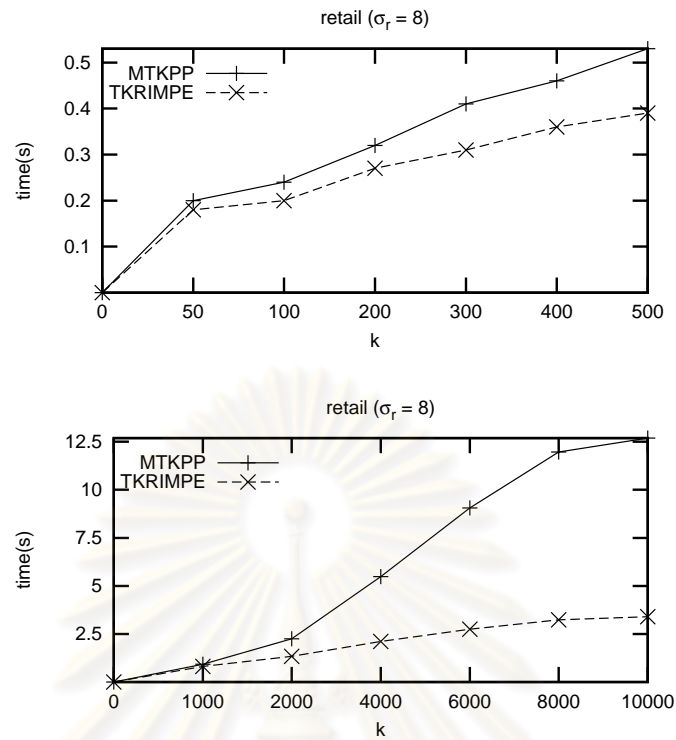 retail (σr = 8)
MTKPP
TKRIMPE
0.5
0.4
0.3
0.2
0.1
time(s)
0 50 100 200 300 400 500
k
retail (σr = 8)
MTKPP
TKRIMPE
12.5
10
7.5
5
2.5
time(s)
0 1000 2000 4000 6000 8000 10000
k